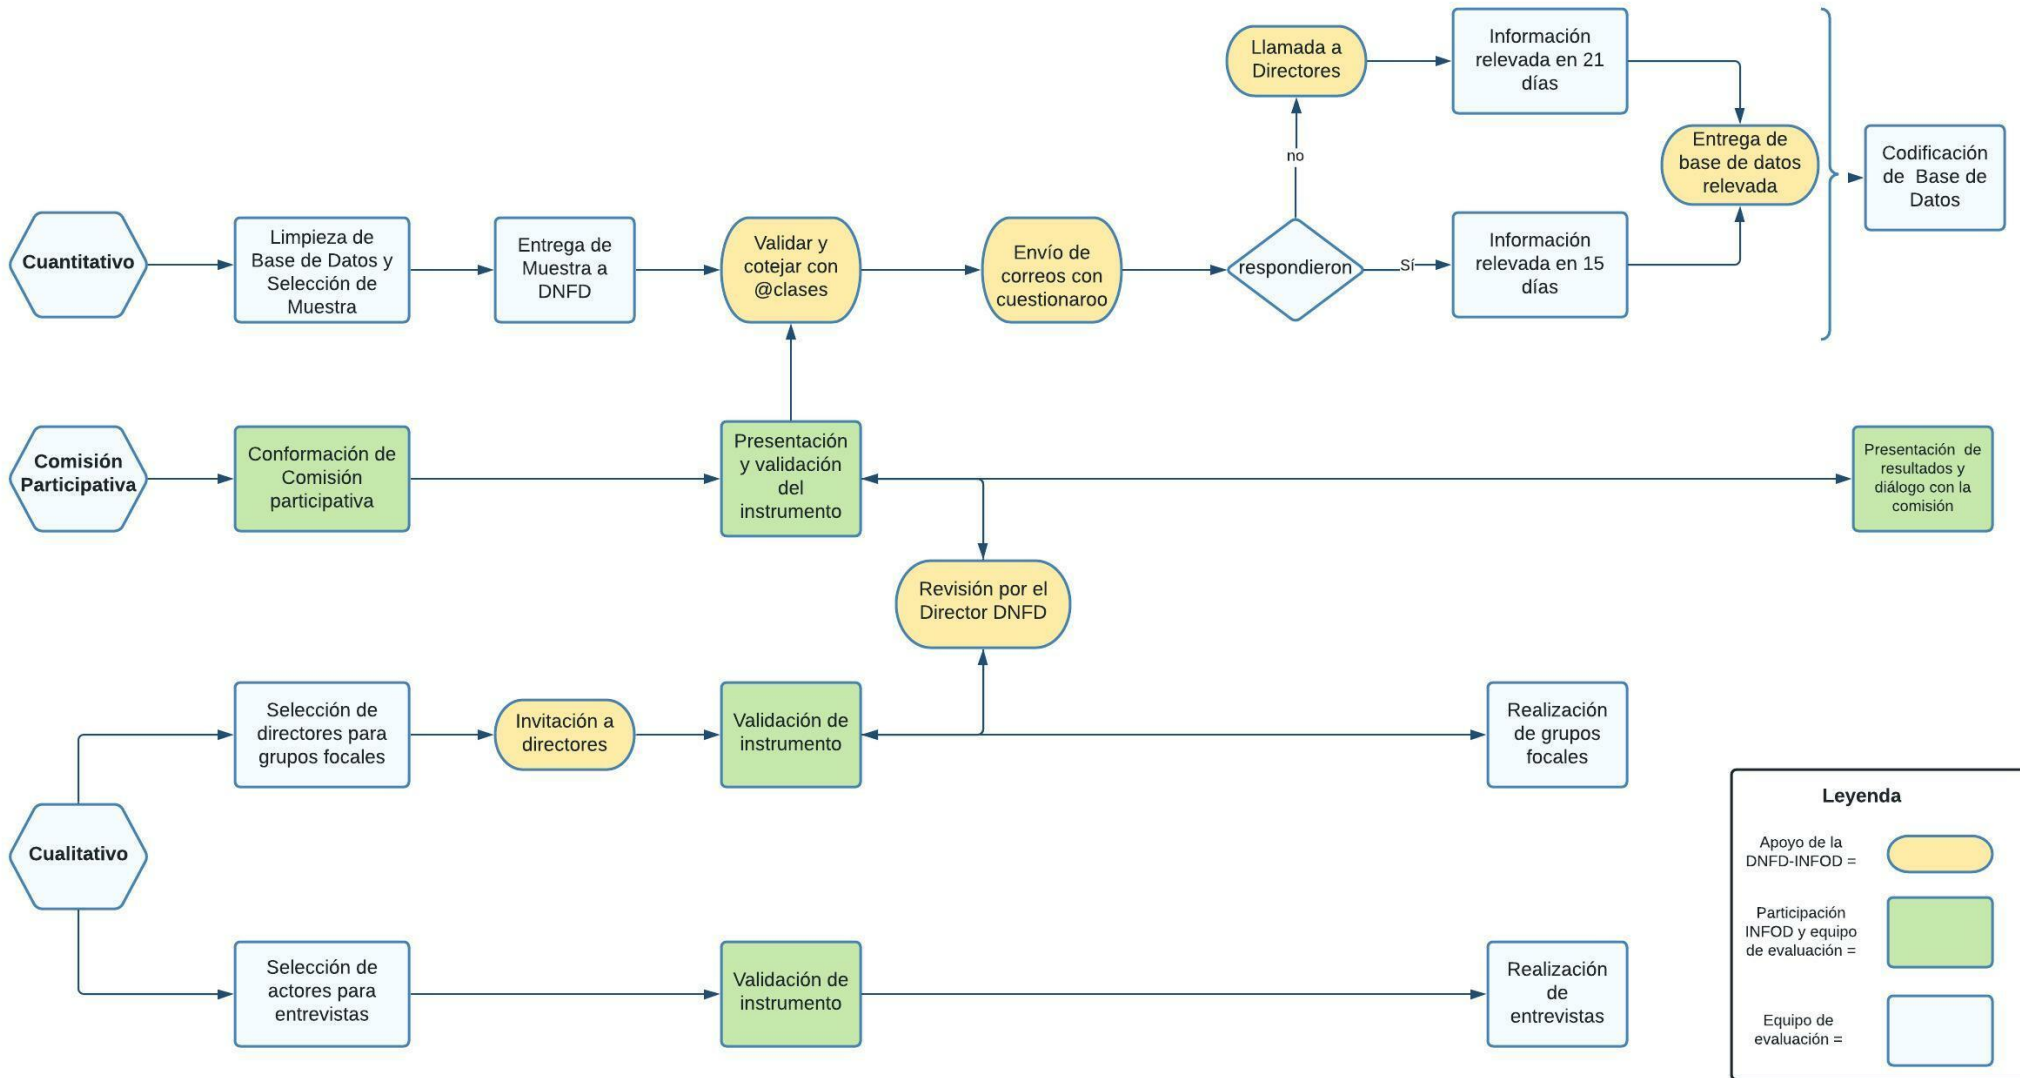 Llamada a
Directores
Información
relevada en 21
días
no
Entrega de
base de datos
relevada
Codificación
de Base de
Datos
Cuantitativo
Limpieza de
Base de Datos y
Selección de
Muestra
Entrega de
Muestra a
DNFD
Validar y
cotejar con
@clases
Envío de
correos con
cuestionaroo
respondieron
Sí
Información
relevada en 15
días
Comisión
Participativa
Conformación de
Comisión
participativa
Presentación
y validación
del
instrumento
Presentación de
resultados y
diálogo con la
comisión
Revisión por el
Director DNFD
Selección de
directores para
grupos focales
Invitación a
directores
Validación de
instrumento
Realización
de grupos
focales
Cualitativo
Selección de
actores para
entrevistas
Validación de
instrumento
Realización
de
entrevistas
Leyenda
Apoyo de la
DNFD-INFOD =
Participación
INFOD y equipo
de evaluación =
Equipo de
evaluación =